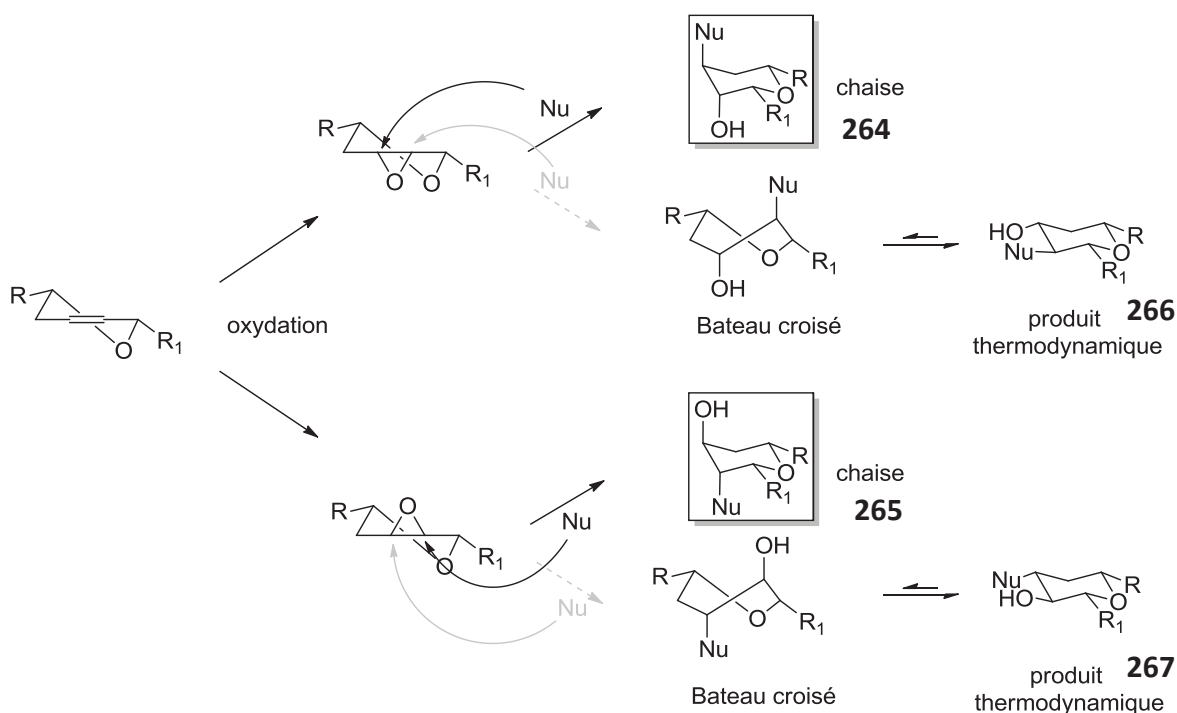 Nu
R
O
R1
chaise
OH
264
Nu
R
O
O
R1
Nu
Nu
R
O
R1
OH
Bateau croisé
HO
Nu
R
O
R1
produit
thermodynamique
266
R
O
R1
oxydation
OH
R
O
R1
Nu
chaise
265
R
O
O
R1
Nu
Nu
OH
R
O
R1
Nu
Bateau croisé
Nu
HO
R
O
R1
produit
thermodynamique
267